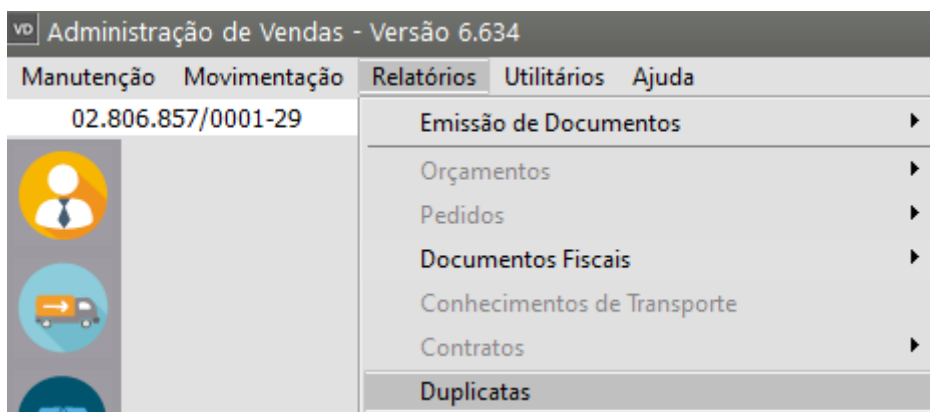 VD Administração de Vendas - Versão 6.634
Manutenção Movimentação Relatórios Utilitários Ajuda
02.806.857/0001-29
Emissão de Documentos
Orçamentos
Pedidos
Documentos Fiscais
Conhecimentos de Transporte
Contratos
Duplicatas